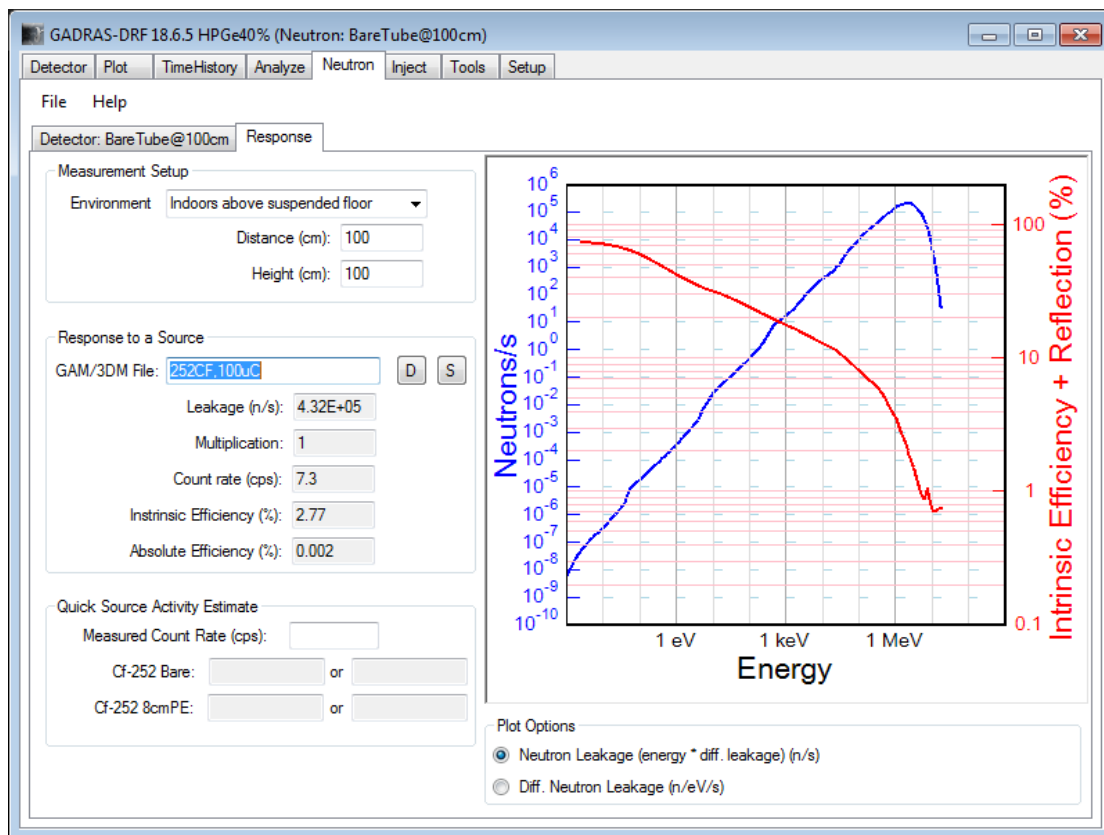 GADRAS-DRF 18.6.5 HPGe40% (Neutron: BareTube@100cm)
Detector Plot TimeHistory Analyze Neutron Inject Tools Setup
File Help
Detector: BareTube@100cm Response
Measurement Setup
Environment Indoors above suspended floor
Distance (cm): 100
Height (cm): 100
Response to a Source
GAM/3DM File: 252CF,100uC D S
Leakage (n/s): 4.32E+05
Multiplication: 1
Count rate (cps): 7.3
Instrinsic Efficiency (%): 2.77
Absolute Efficiency (%): 0.002
Quick Source Activity Estimate
Measured Count Rate (cps):
Cf-252 Bare: or
Cf-252 8cmPE: or
Neutrons/s
10^6
10^5
10^4
10^3
10^2
10^1
10^0
10^-1
10^-2
10^-3
10^-4
10^-5
10^-6
10^-7
10^-8
10^-9
10^-10
1 eV 1 keV 1 MeV
Energy
100
10
1
0.1
Intrinsic Efficiency + Reflection (%)
Plot Options
Neutron Leakage (energy * diff. leakage) (n/s)
Diff. Neutron Leakage (n/eV/s)